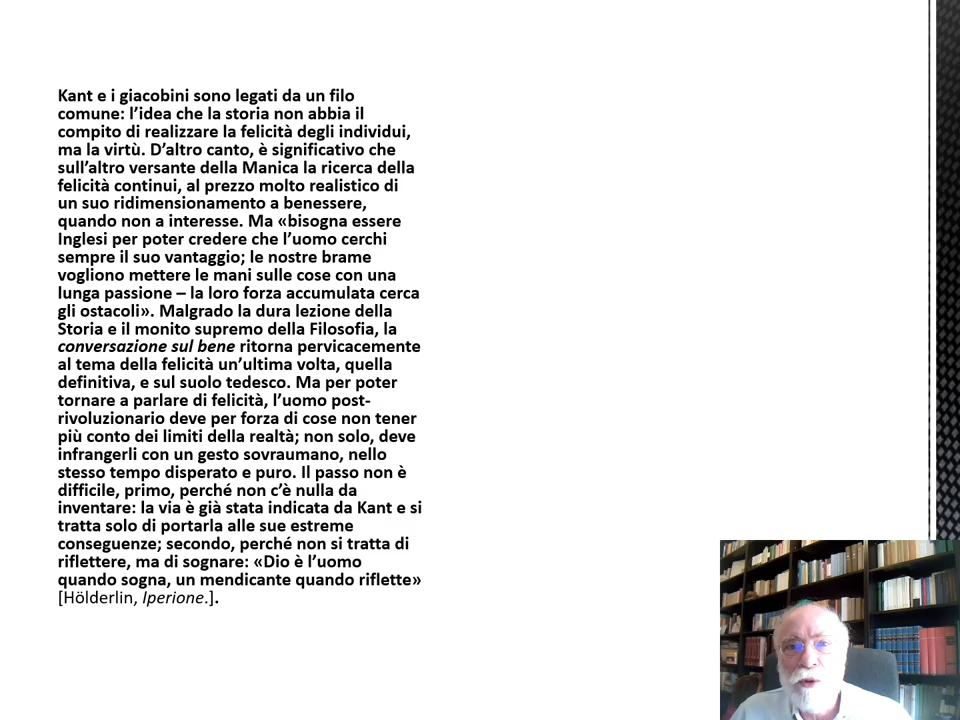 Kant e i giacobini sono legati da un filo
comune: l’idea che la storia non abbia il
compito di realizzare la felicità degli individui,
ma la virtù. D’altro canto, è significativo che
sull’altro versante della Manica la ricerca della
felicità continui, al prezzo molto realistico di
un suo ridimensionamento a benessere,
quando non a interesse. Ma «bisogna essere
Inglesi per poter credere che l’uomo cerchi
sempre il suo vantaggio; le nostre brame
vogliono mettere le mani sulle cose con una
lunga passione – la loro forza accumulata cerca
gli ostacoli». Malgrado la dura lezione della
Storia e il monito supremo della Filosofia, la
conversazione sul bene ritorna pervicacemente
al tema della felicità un’ultima volta, quella
definitiva, e sul suolo tedesco. Ma per poter
tornare a parlare di felicità, l’uomo post-
rivoluzionario deve per forza di cose non tener
più conto dei limiti della realtà; non solo, deve
infrangerli con un gesto sovraumano, nello
stesso tempo disperato e puro. Il passo non è
difficile, primo, perché non c’è nulla da
inventare: la via è già stata indicata da Kant e si
tratta solo di portarla alle sue estreme
conseguenze; secondo, perché non si tratta di
riflettere, ma di sognare: «Dio è l’uomo
quando sogna, un mendicante quando riflette»
[Hölderlin, Iperione.].